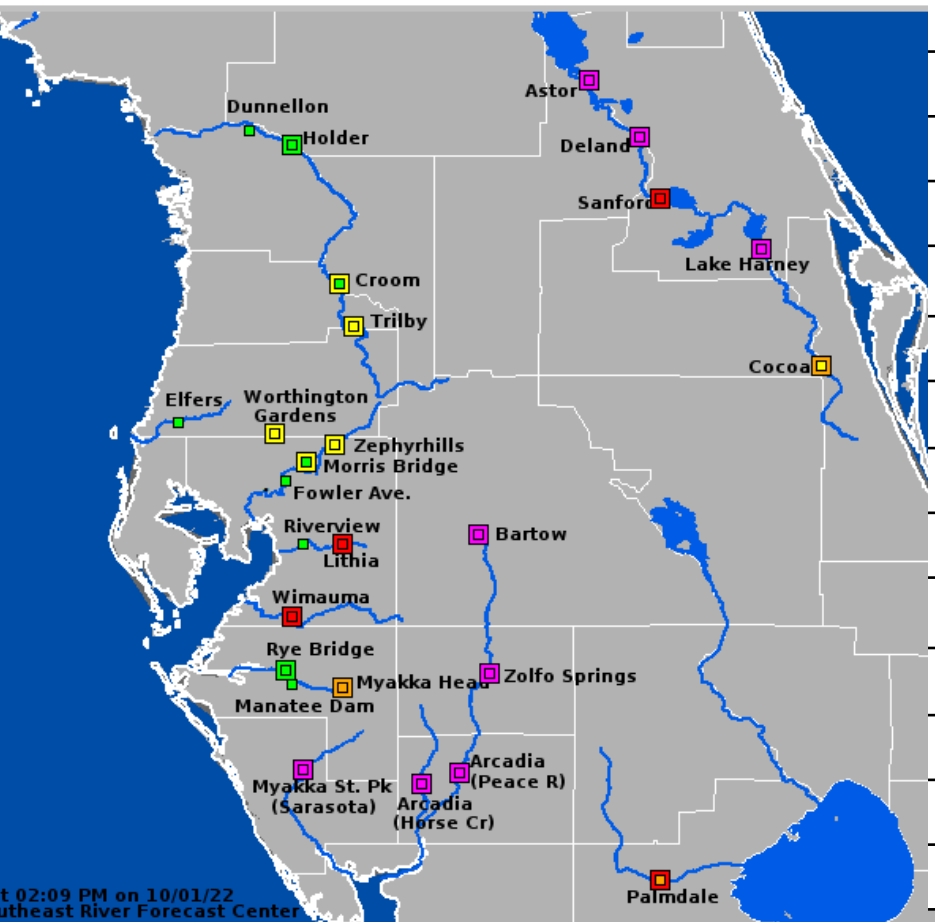 Astor
Dunnellon
Holder
Deland
Sanford
Lake Harney
Croom
Trilby
Cocoa
Elfers
Worthington
Gardens
Zephyrhills
Morris Bridge
Fowler Ave.
Riverview
Lithia
Bartow
Wimauma
Rye Bridge
Myakka Head
Zolfo Springs
Manatee Dam
Arcadia
(Peace R)
Myakka St. Pk
(Sarasota)
Arcadia
(Horse Cr)
Palmdale
t 02:09 PM on 10/01/22
utheast River Forecast Center